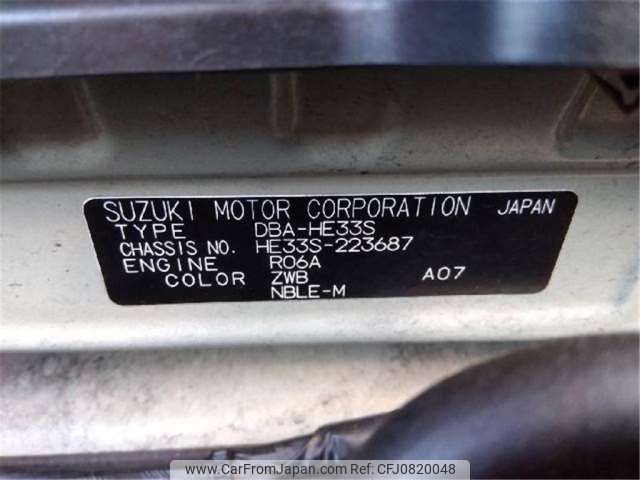 SUZUKI MOTOR CORPORATION JAPAN
TYPE DBA-HE33S
CHASSIS NO. HE33S-223687
ENGINE R06A
COLOR ZWB A07
NBLE-M
www.CarFromJapan.com | Ref No. CFJ0820048